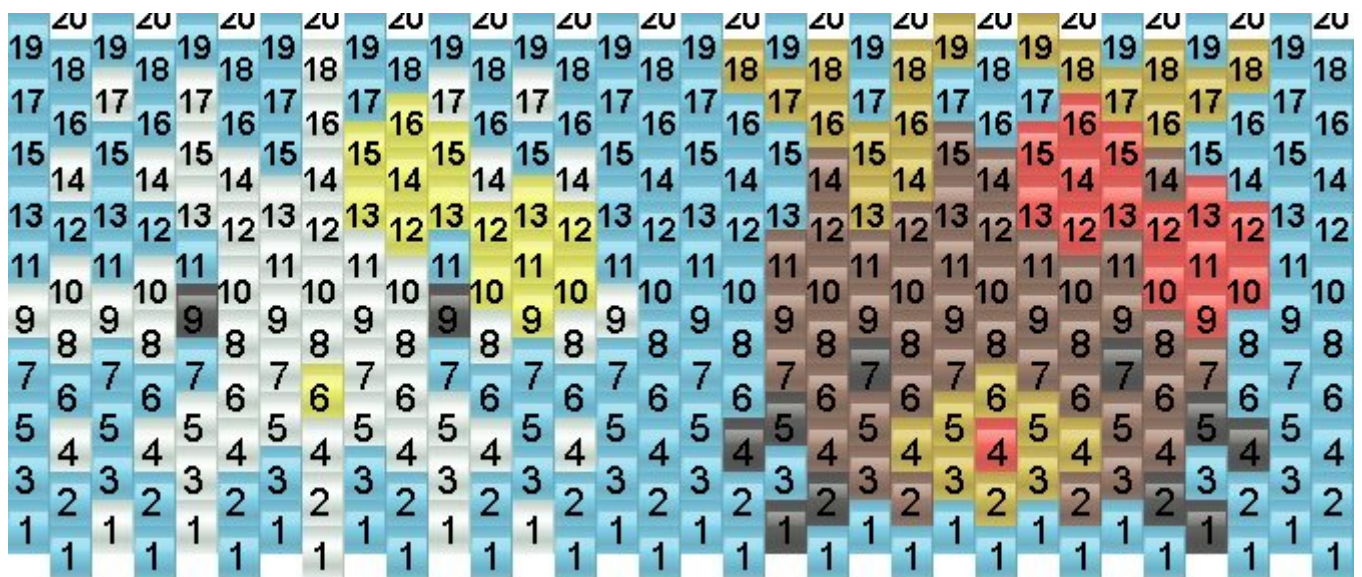 20 20 20 20 20 20 20 20 20 20 20 20 20 20 20 20
19 19 19 19 19 19 19 19 19 19 19 19 19 19 19 19
18 18 18 18 18 18 18 18 18 18 18 18 18 18 18 18
17 17 17 17 17 17 17 17 17 17 17 17 17 17 17 17
16 16 16 16 16 16 16 16 16 16 16 16 16 16 16 16
15 15 15 15 15 15 15 15 15 15 15 15 15 15 15 15
14 14 14 14 14 14 14 14 14 14 14 14 14 14 14 14
13 13 13 13 13 13 13 13 13 13 13 13 13 13 13 13
12 12 12 12 12 12 12 12 12 12 12 12 12 12 12 12
11 11 11 11 11 11 11 11 11 11 11 11 11 11 11 11
10 10 10 10 10 10 10 10 10 10 10 10 10 10 10 10
9 9 9 9 9 9 9 9 9 9 9 9 9 9 9 9
8 8 8 8 8 8 8 8 8 8 8 8 8 8 8 8
7 7 7 7 7 7 7 7 7 7 7 7 7 7 7 7
6 6 6 6 6 6 6 6 6 6 6 6 6 6 6 6
5 5 5 5 5 5 5 5 5 5 5 5 5 5 5 5
4 4 4 4 4 4 4 4 4 4 4 4 4 4 4 4
3 3 3 3 3 3 3 3 3 3 3 3 3 3 3 3
2 2 2 2 2 2 2 2 2 2 2 2 2 2 2 2
1 1 1 1 1 1 1 1 1 1 1 1 1 1 1 1
1 1 1 1 1 1 1 1 1 1 1 1 1 1 1 1